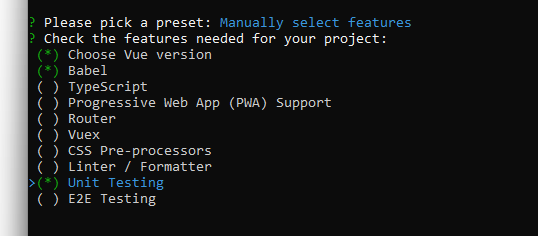 ? Please pick a preset: Manually select features
? Check the features needed for your project:
(*) Choose Vue version
(*) Babel
( ) TypeScript
( ) Progressive Web App (PWA) Support
( ) Router
( ) Vuex
( ) CSS Pre-processors
( ) Linter / Formatter
>(*) Unit Testing
( ) E2E Testing